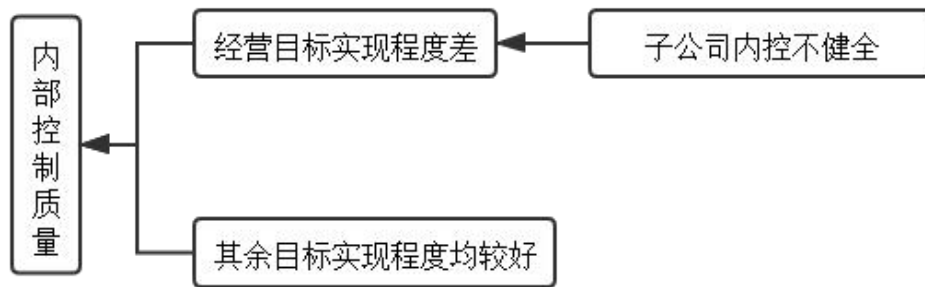 内部控制质量
经营目标实现程度差
子公司内控不健全
其余目标实现程度均较好